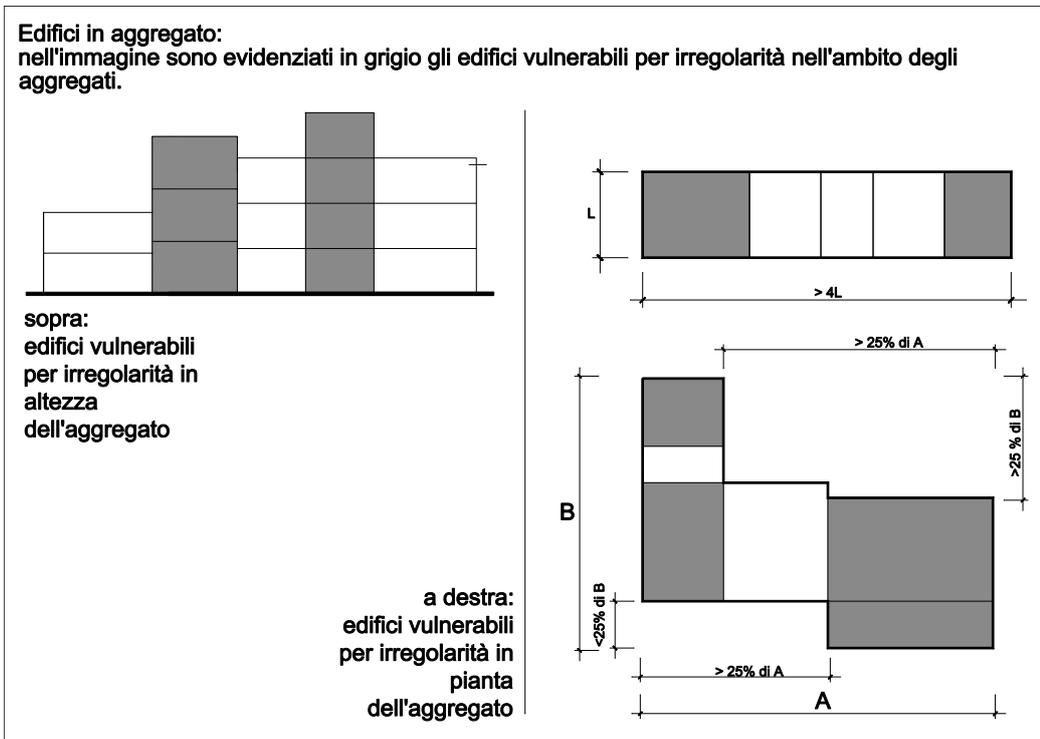 Edifici in aggregato:
nell'immagine sono evidenziati in grigio gli edifici vulnerabili per irregolarità nell'ambito degli
aggregati.
sopra:
edifici vulnerabili
per irregolarità in
altezza
dell'aggregato
a destra:
edifici vulnerabili
per irregolarità in
pianta
dell'aggregato
L
> 4L
> 25% di A
>25 % di B
B
<25% di B
> 25% di A
A